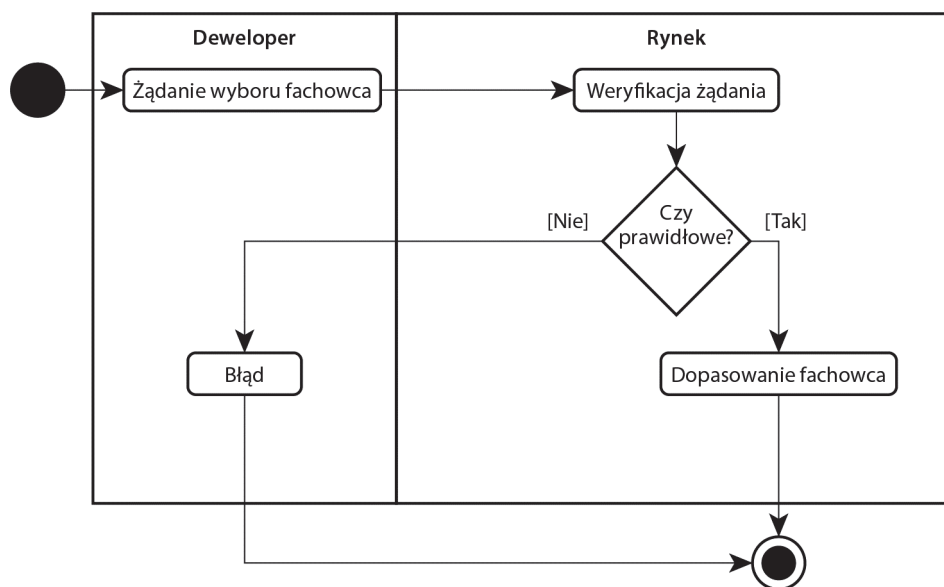 Deweloper
Rynek
Żądanie wyboru fachowca
Weryfikacja żądania
[Nie]
Czy
prawidłowe?
[Tak]
Błąd
Dopasowanie fachowca